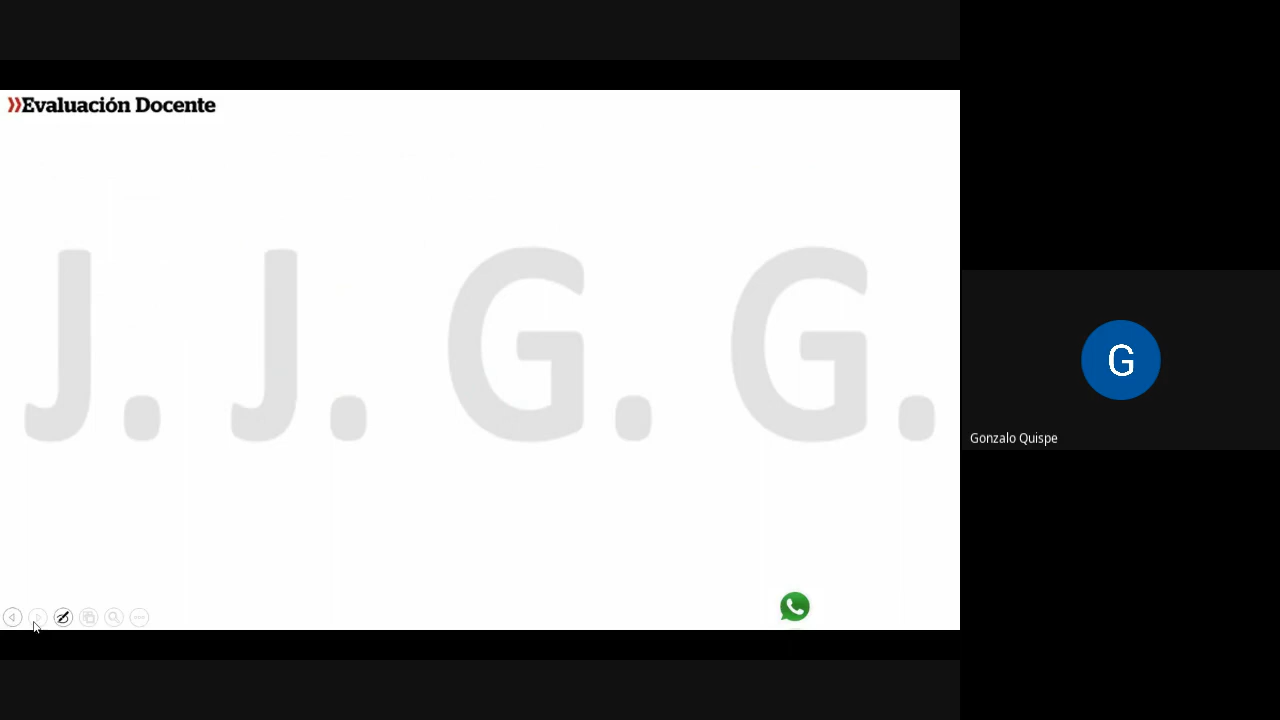 »Evaluación Docente
J. J. G. G.
G
Gonzalo Quispe